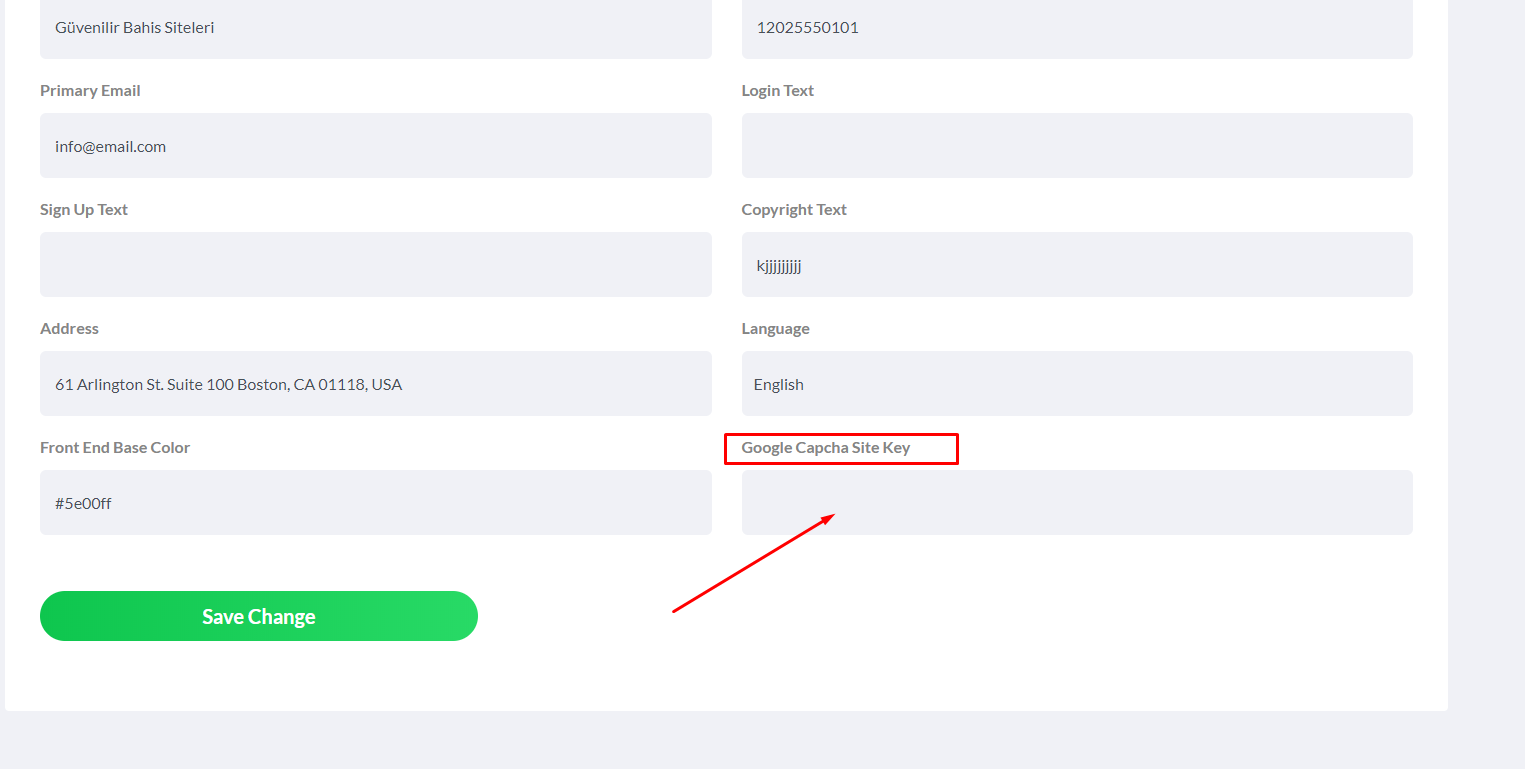 Güvenilir Bahis Siteleri
12025550101
Primary Email
Login Text
info@email.com
Sign Up Text
Copyright Text
kjjjjjjjjj
Address
Language
61 Arlington St. Suite 100 Boston, CA 01118, USA
English
Front End Base Color
Google Capcha Site Key
#5e00ff
Save Change